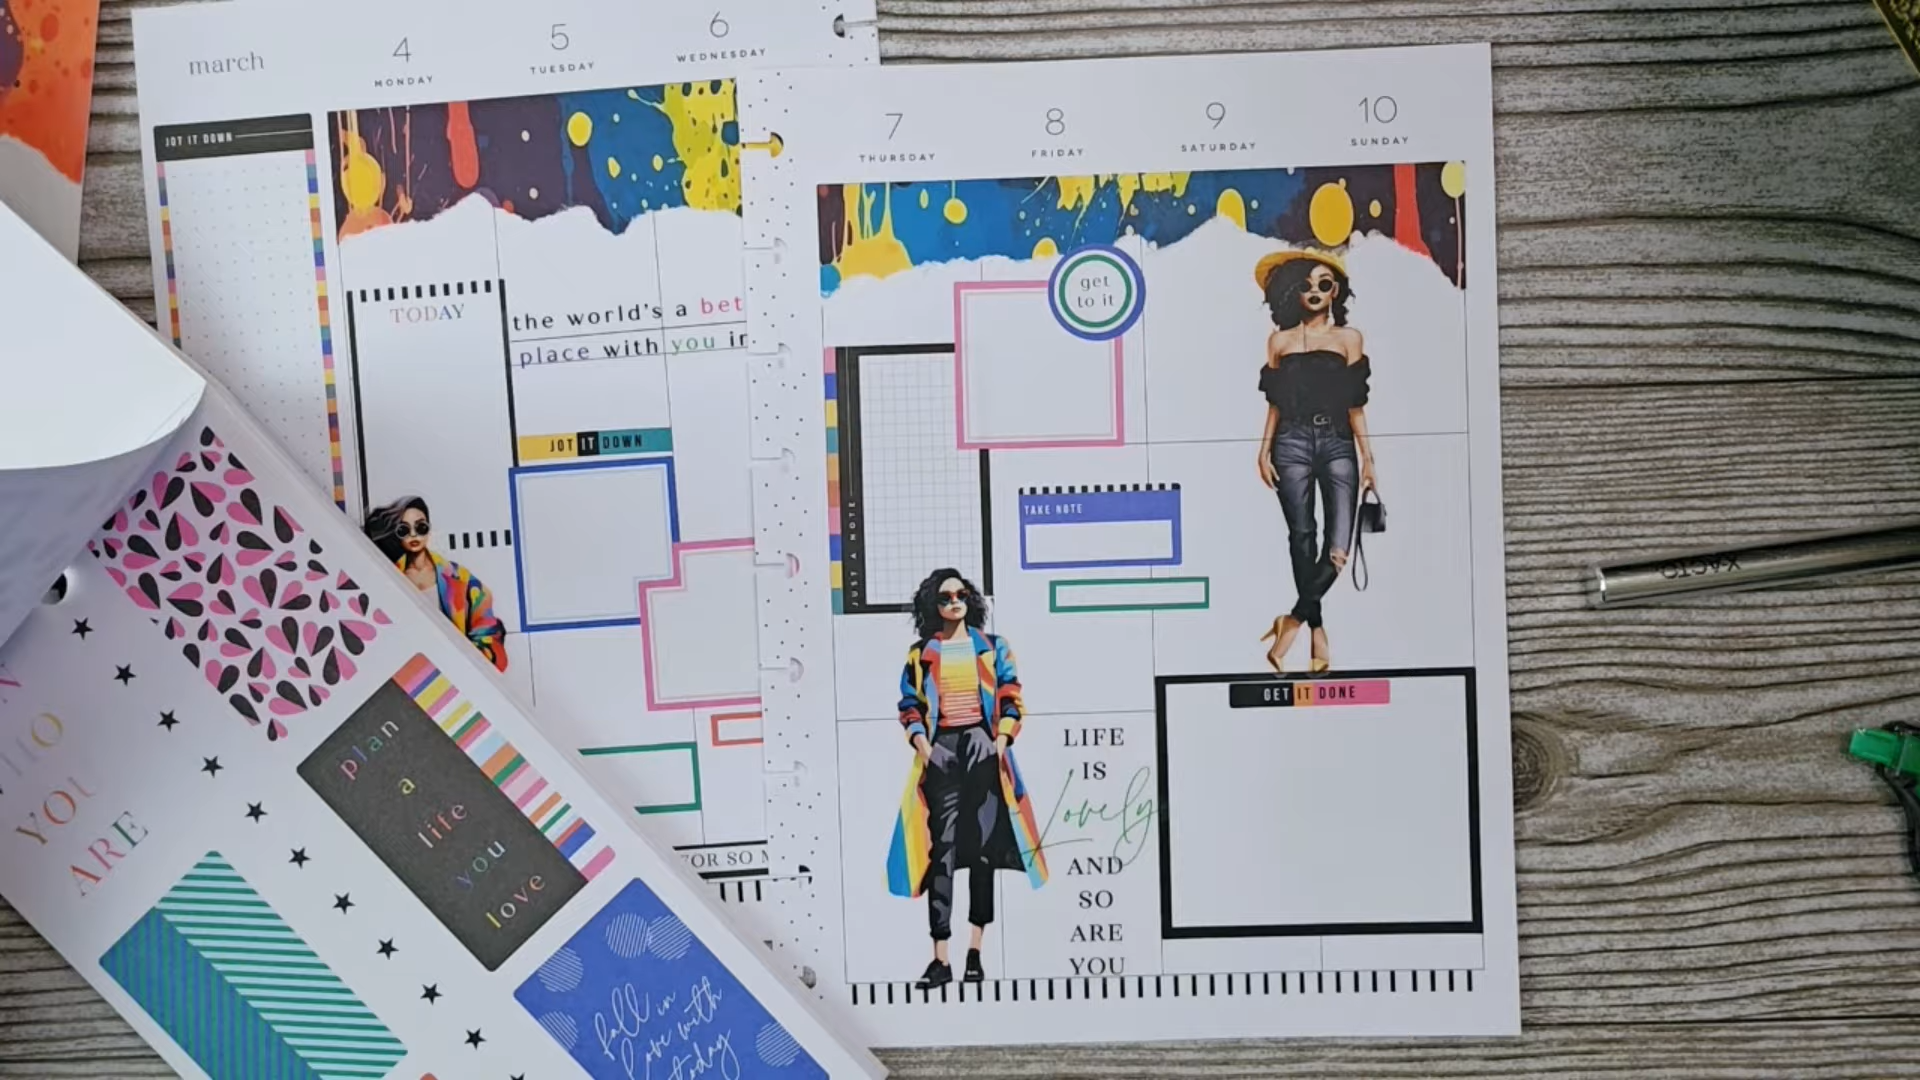 march
4
MONDAY
5
TUESDAY
6
WEDNESDAY
JOT IT DOWN
TODAY
the world's a bet
place with you in
JOT IT DOWN
FOR SO
7
THURSDAY
8
FRIDAY
9
SATURDAY
10
SUNDAY
get
to it
JUST A NOTE
TAKE NOTE
GET IT DONE
LIFE
IS
Lovely
AND
SO
ARE
YOU
YOU
ARE
plan
a
life
you
love
fall in
love with
today
X-ACTO